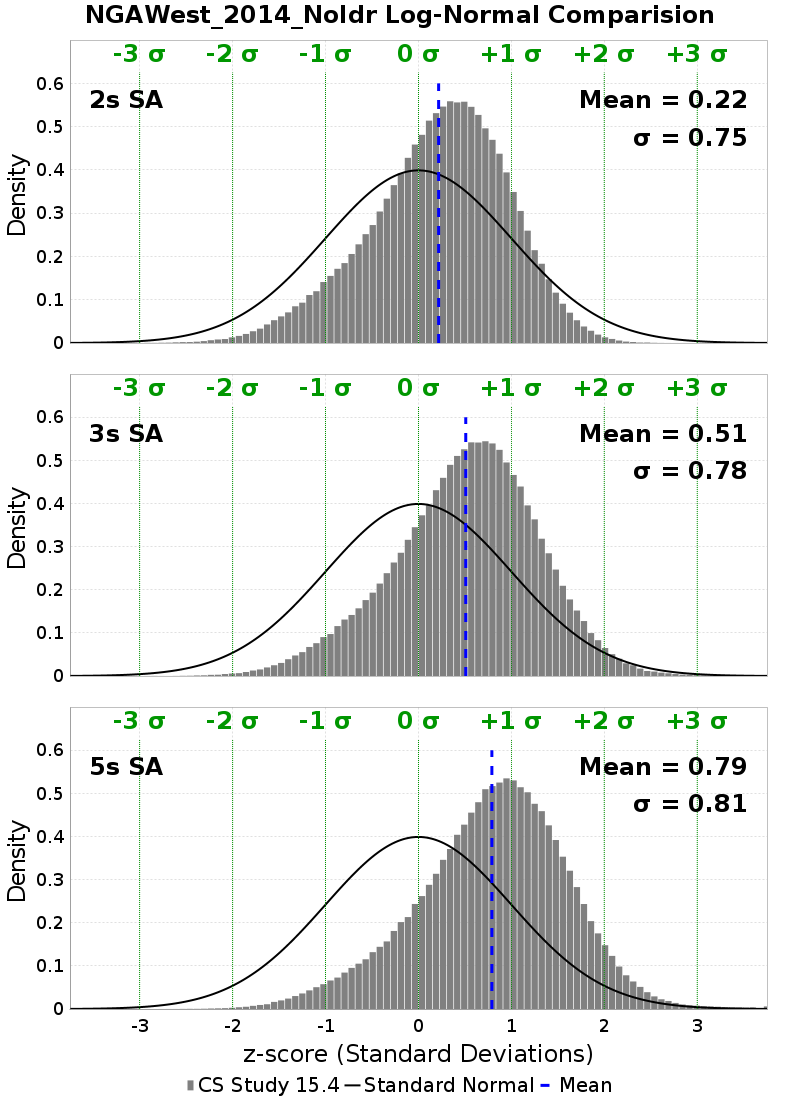 NGAWest_2014_NoIdr Log-Normal Comparision
-3 σ -2 σ -1 σ 0 σ +1 σ +2 σ +3 σ
2s SA
Mean = 0.22
σ = 0.75
Density
0.6
0.5
0.4
0.3
0.2
0.1
0
-3 σ -2 σ -1 σ 0 σ +1 σ +2 σ +3 σ
3s SA
Mean = 0.51
σ = 0.78
Density
0.6
0.5
0.4
0.3
0.2
0.1
0
-3 σ -2 σ -1 σ 0 σ +1 σ +2 σ +3 σ
5s SA
Mean = 0.79
σ = 0.81
Density
0.6
0.5
0.4
0.3
0.2
0.1
0
-3 -2 -1 0 1 2 3
z-score (Standard Deviations)
CS Study 15.4 Standard Normal Mean